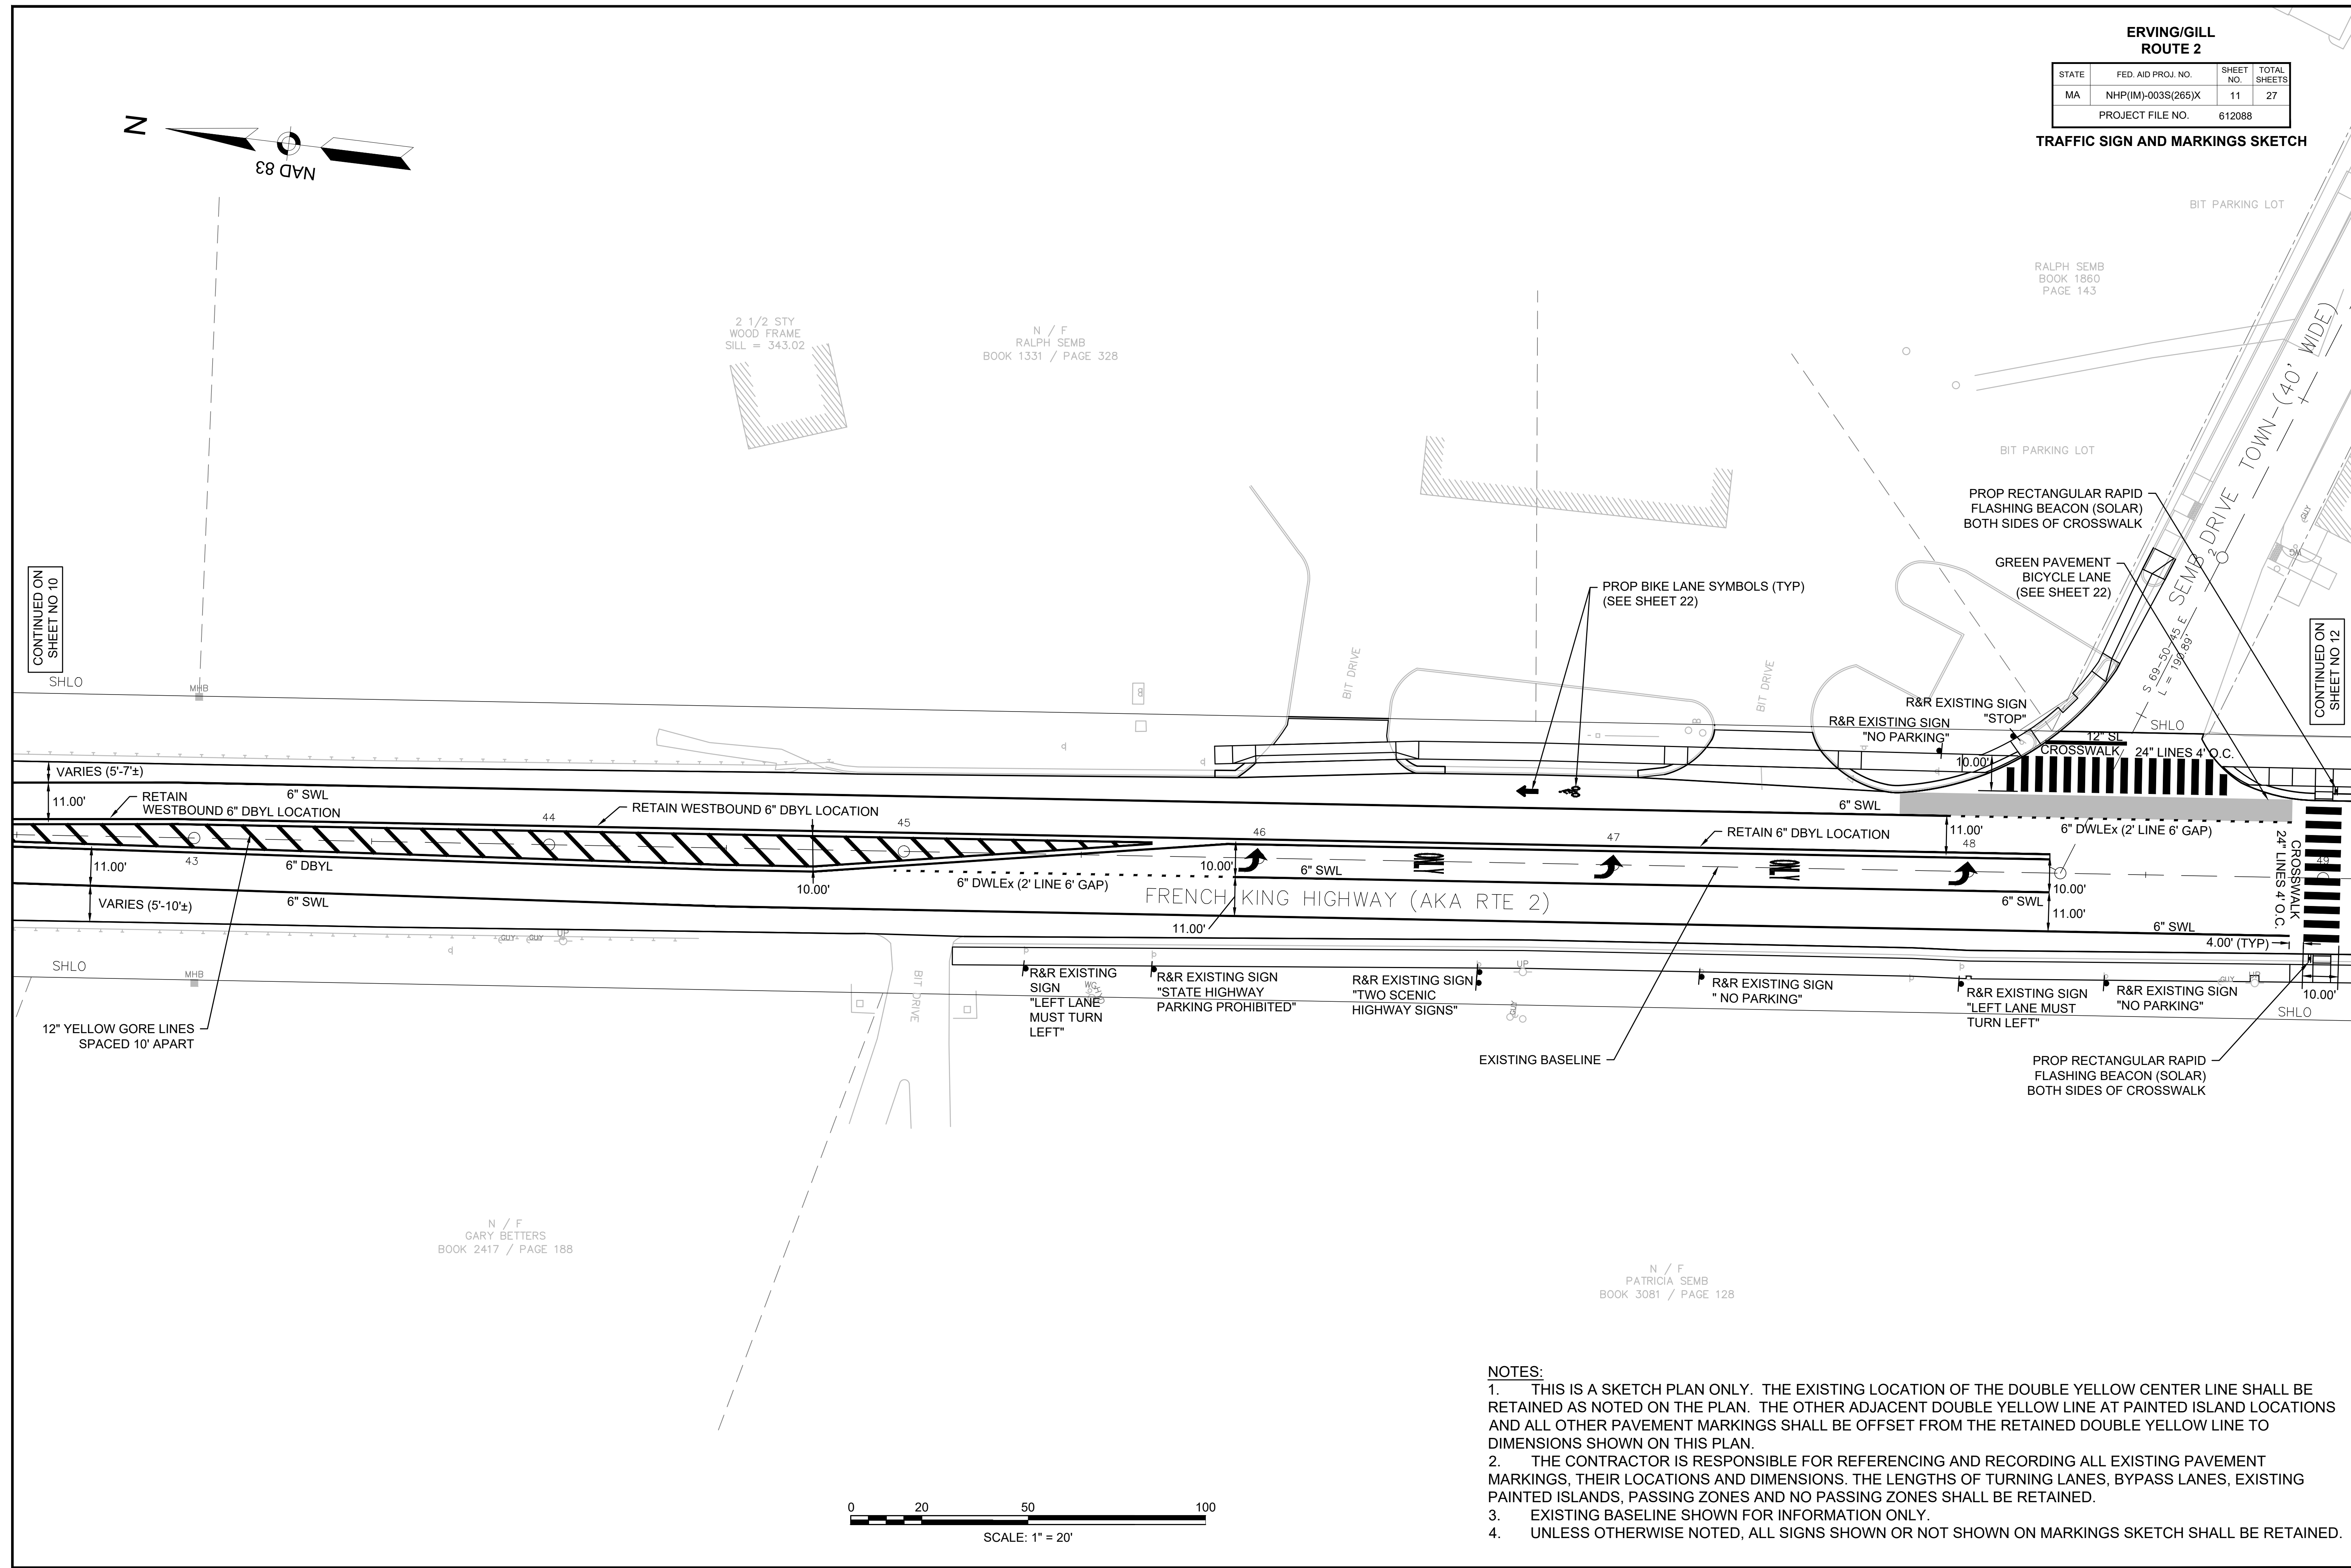 ERVING/GILL
ROUTE 2
STATE FED. AID PROJ. NO. SHEET NO. TOTAL SHEETS
MA NHP(IM)-003S(265)X 11 27
PROJECT FILE NO. 612088
TRAFFIC SIGN AND MARKINGS SKETCH
N
NAD 83
BIT PARKING LOT
RALPH SEMB
BOOK 1860
PAGE 143
2 1/2 STY
WOOD FRAME
SILL = 343.02
N / F
RALPH SEMB
BOOK 1331 / PAGE 328
BIT PARKING LOT
SEMB DRIVE TOWN-(40' WIDE)
2
S 69-50-45 E
L = 190.89'
GUY
PROP RECTANGULAR RAPID
FLASHING BEACON (SOLAR)
BOTH SIDES OF CROSSWALK
GREEN PAVEMENT
BICYCLE LANE
(SEE SHEET 22)
PROP BIKE LANE SYMBOLS (TYP)
(SEE SHEET 22)
CONTINUED ON
SHEET NO 10
CONTINUED ON
SHEET NO 12
SHLO
MHB
BIT DRIVE
BIT DRIVE
R&R EXISTING SIGN
"STOP"
R&R EXISTING SIGN
"NO PARKING"
SHLO
12" SL
CROSSWALK
24" LINES 4' O.C.
10.00'
VARIES (5'-7'±)
11.00'
RETAIN
WESTBOUND 6" DBYL LOCATION
6" SWL
RETAIN WESTBOUND 6" DBYL LOCATION
6" SWL
43
44
45
46
47
48
49
RETAIN 6" DBYL LOCATION
11.00'
6" DWLEx (2' LINE 6' GAP)
CROSSWALK
24" LINES 4' O.C.
11.00'
6" DBYL
10.00'
6" DWLEx (2' LINE 6' GAP)
10.00'
6" SWL
ONLY
ONLY
10.00'
6" SWL
11.00'
VARIES (5'-10'±)
6" SWL
FRENCH KING HIGHWAY (AKA RTE 2)
11.00'
6" SWL
4.00' (TYP)
GUY
GUY
UP
UP
GUY
UP
SHLO
MHB
BIT DRIVE
R&R EXISTING
SIGN
"LEFT LANE
MUST TURN
LEFT"
R&R EXISTING SIGN
"STATE HIGHWAY
PARKING PROHIBITED"
R&R EXISTING SIGN
"TWO SCENIC
HIGHWAY SIGNS"
R&R EXISTING SIGN
" NO PARKING"
R&R EXISTING SIGN
"LEFT LANE MUST
TURN LEFT"
R&R EXISTING SIGN
"NO PARKING"
10.00'
SHLO
12" YELLOW GORE LINES
SPACED 10' APART
EXISTING BASELINE
PROP RECTANGULAR RAPID
FLASHING BEACON (SOLAR)
BOTH SIDES OF CROSSWALK
N / F
GARY BETTERS
BOOK 2417 / PAGE 188
N / F
PATRICIA SEMB
BOOK 3081 / PAGE 128
NOTES:
1. THIS IS A SKETCH PLAN ONLY. THE EXISTING LOCATION OF THE DOUBLE YELLOW CENTER LINE SHALL BE
RETAINED AS NOTED ON THE PLAN. THE OTHER ADJACENT DOUBLE YELLOW LINE AT PAINTED ISLAND LOCATIONS
AND ALL OTHER PAVEMENT MARKINGS SHALL BE OFFSET FROM THE RETAINED DOUBLE YELLOW LINE TO
DIMENSIONS SHOWN ON THIS PLAN.
2. THE CONTRACTOR IS RESPONSIBLE FOR REFERENCING AND RECORDING ALL EXISTING PAVEMENT
MARKINGS, THEIR LOCATIONS AND DIMENSIONS. THE LENGTHS OF TURNING LANES, BYPASS LANES, EXISTING
PAINTED ISLANDS, PASSING ZONES AND NO PASSING ZONES SHALL BE RETAINED.
3. EXISTING BASELINE SHOWN FOR INFORMATION ONLY.
4. UNLESS OTHERWISE NOTED, ALL SIGNS SHOWN OR NOT SHOWN ON MARKINGS SKETCH SHALL BE RETAINED.
0 20 50 100
SCALE: 1" = 20'